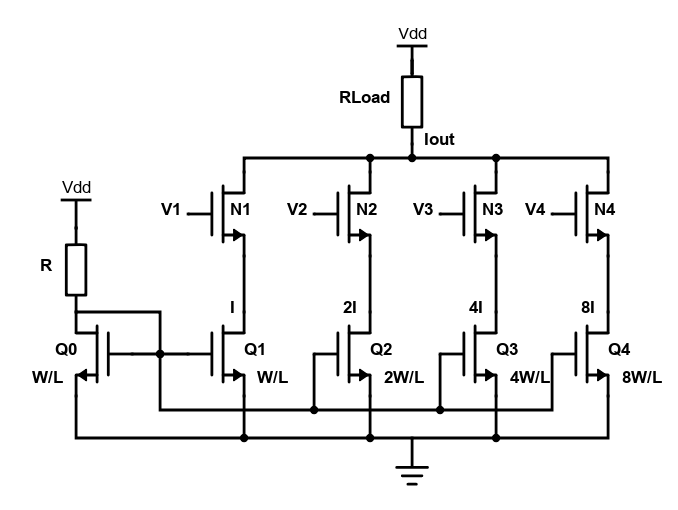 Vdd
RLoad
Iout
Vdd
V1 N1 V2 N2 V3 N3 V4 N4
R
I 2I 4I 8I
Q0 Q1 Q2 Q3 Q4
W/L W/L 2W/L 4W/L 8W/L